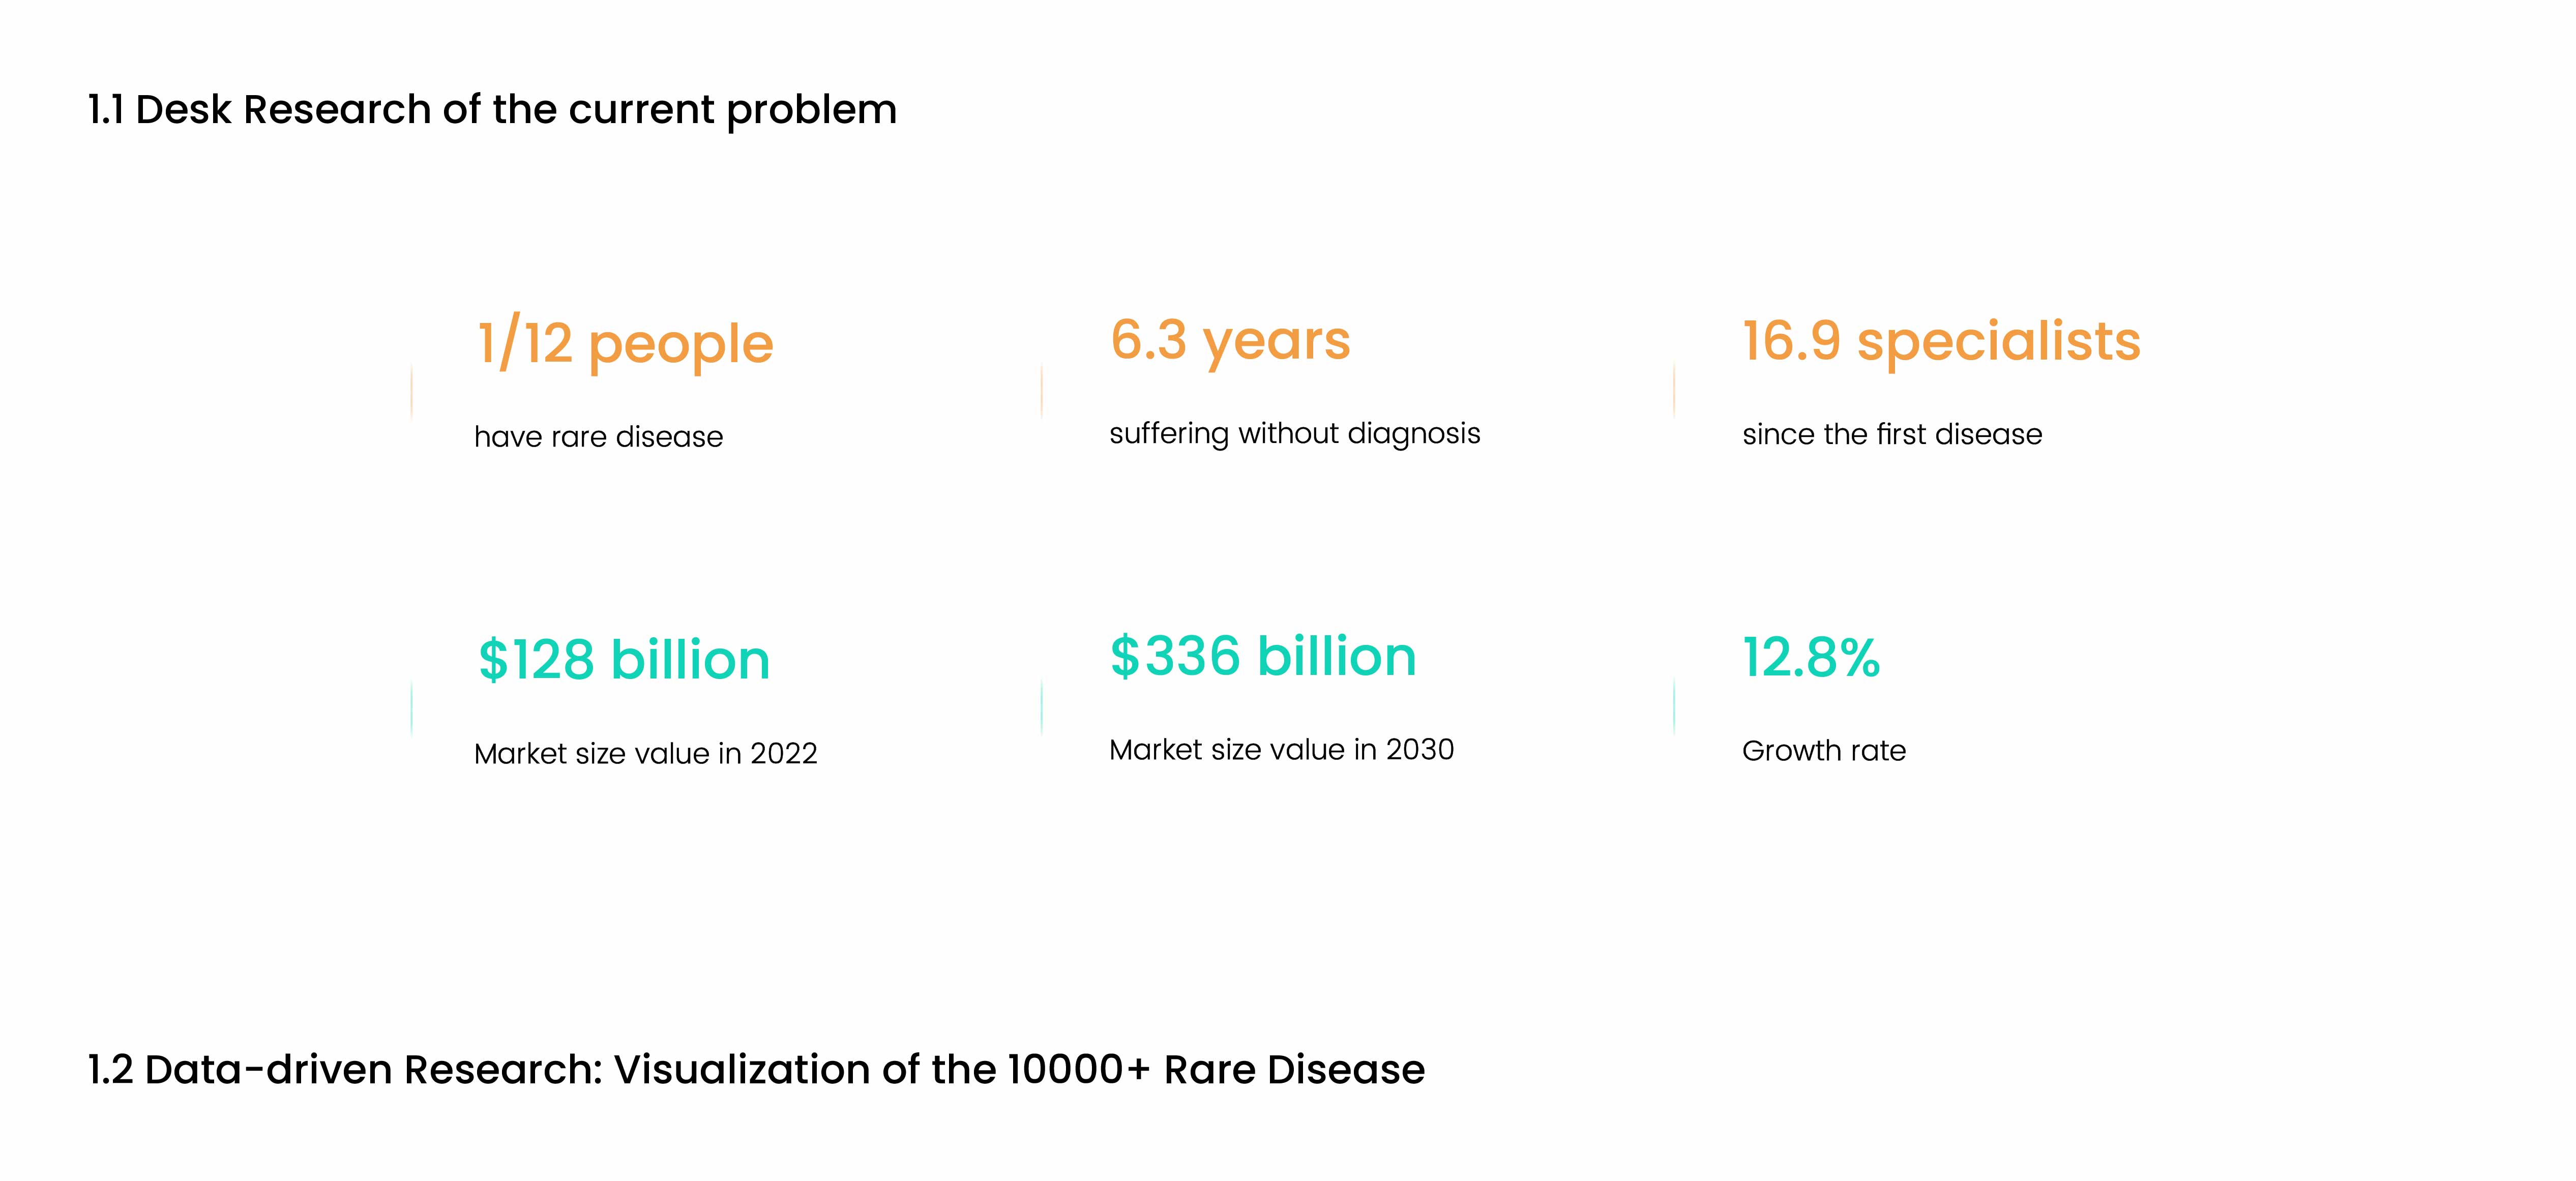 1.1 Desk Research of the current problem
1/12 people
have rare disease
6.3 years
suffering without diagnosis
16.9 specialists
since the first disease
$128 billion
Market size value in 2022
$336 billion
Market size value in 2030
12.8%
Growth rate
1.2 Data-driven Research: Visualization of the 10000+ Rare Disease